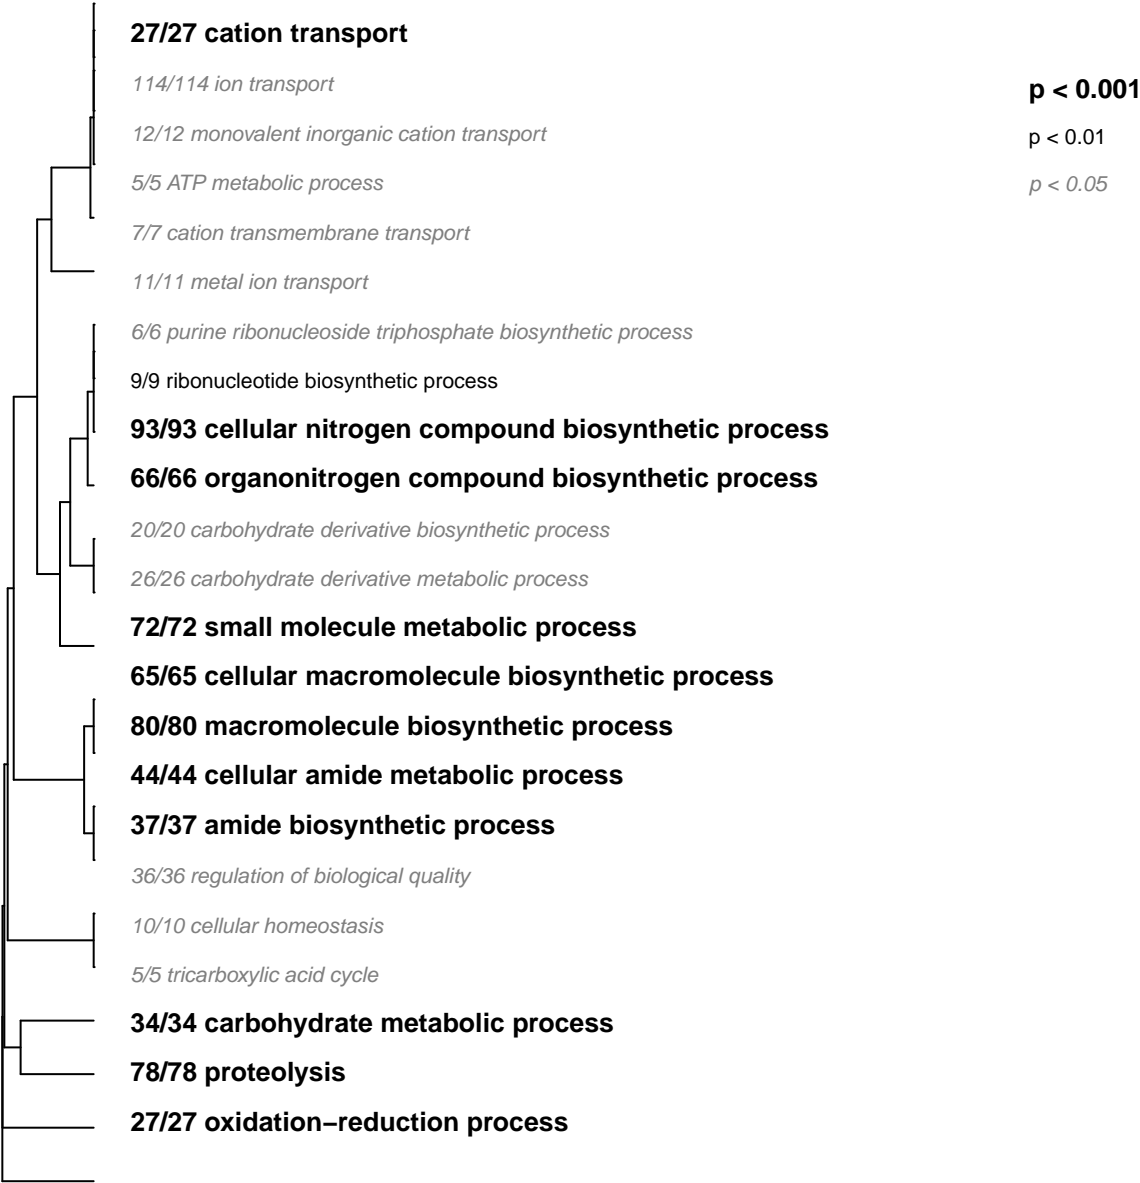 27/27 cation transport
114/114 ion transport
12/12 monovalent inorganic cation transport
5/5 ATP metabolic process
7/7 cation transmembrane transport
11/11 metal ion transport
6/6 purine ribonucleoside triphosphate biosynthetic process
9/9 ribonucleotide biosynthetic process
93/93 cellular nitrogen compound biosynthetic process
66/66 organonitrogen compound biosynthetic process
20/20 carbohydrate derivative biosynthetic process
26/26 carbohydrate derivative metabolic process
72/72 small molecule metabolic process
65/65 cellular macromolecule biosynthetic process
80/80 macromolecule biosynthetic process
44/44 cellular amide metabolic process
37/37 amide biosynthetic process
36/36 regulation of biological quality
10/10 cellular homeostasis
5/5 tricarboxylic acid cycle
34/34 carbohydrate metabolic process
78/78 proteolysis
27/27 oxidation−reduction process
p < 0.001
p < 0.01
p < 0.05